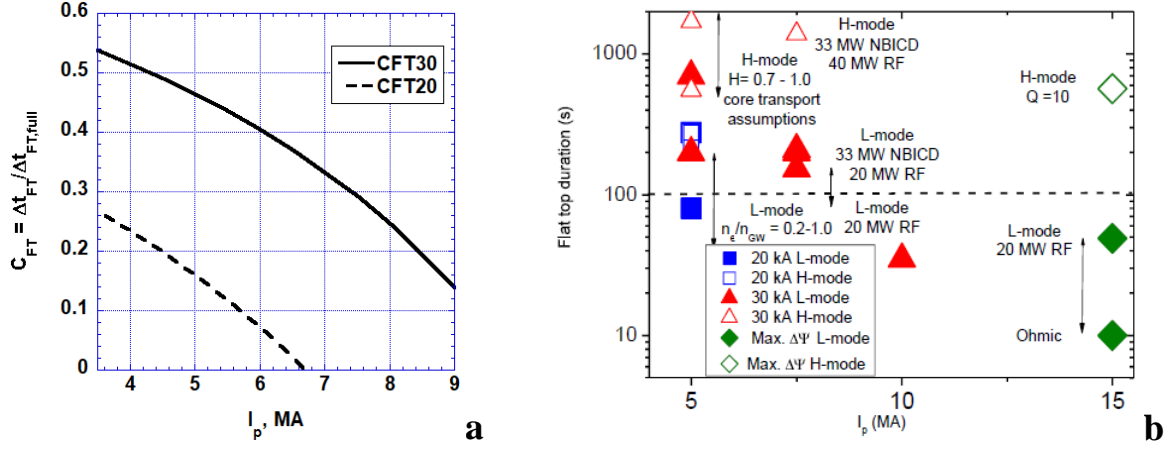 0.6
0.5
0.4
0.3
0.2
0.1
0
C_FT = Δt_FT/Δt_FT,full
CFT30
CFT20
4
5
6
7
8
9
I_p, MA
a
1000
100
10
Flat top duration (s)
H-mode
H= 0.7 - 1.0
core transport
assumptions
H-mode
33 MW NBICD
40 MW RF
H-mode
Q =10
L-mode
33 MW NBICD
20 MW RF
L-mode
n_e/n_GW = 0.2-1.0
L-mode
20 MW RF
L-mode
20 MW RF
Ohmic
20 kA L-mode
20 kA H-mode
30 kA L-mode
30 kA H-mode
Max. ΔΨ L-mode
Max. ΔΨ H-mode
5
10
15
I_p (MA)
b